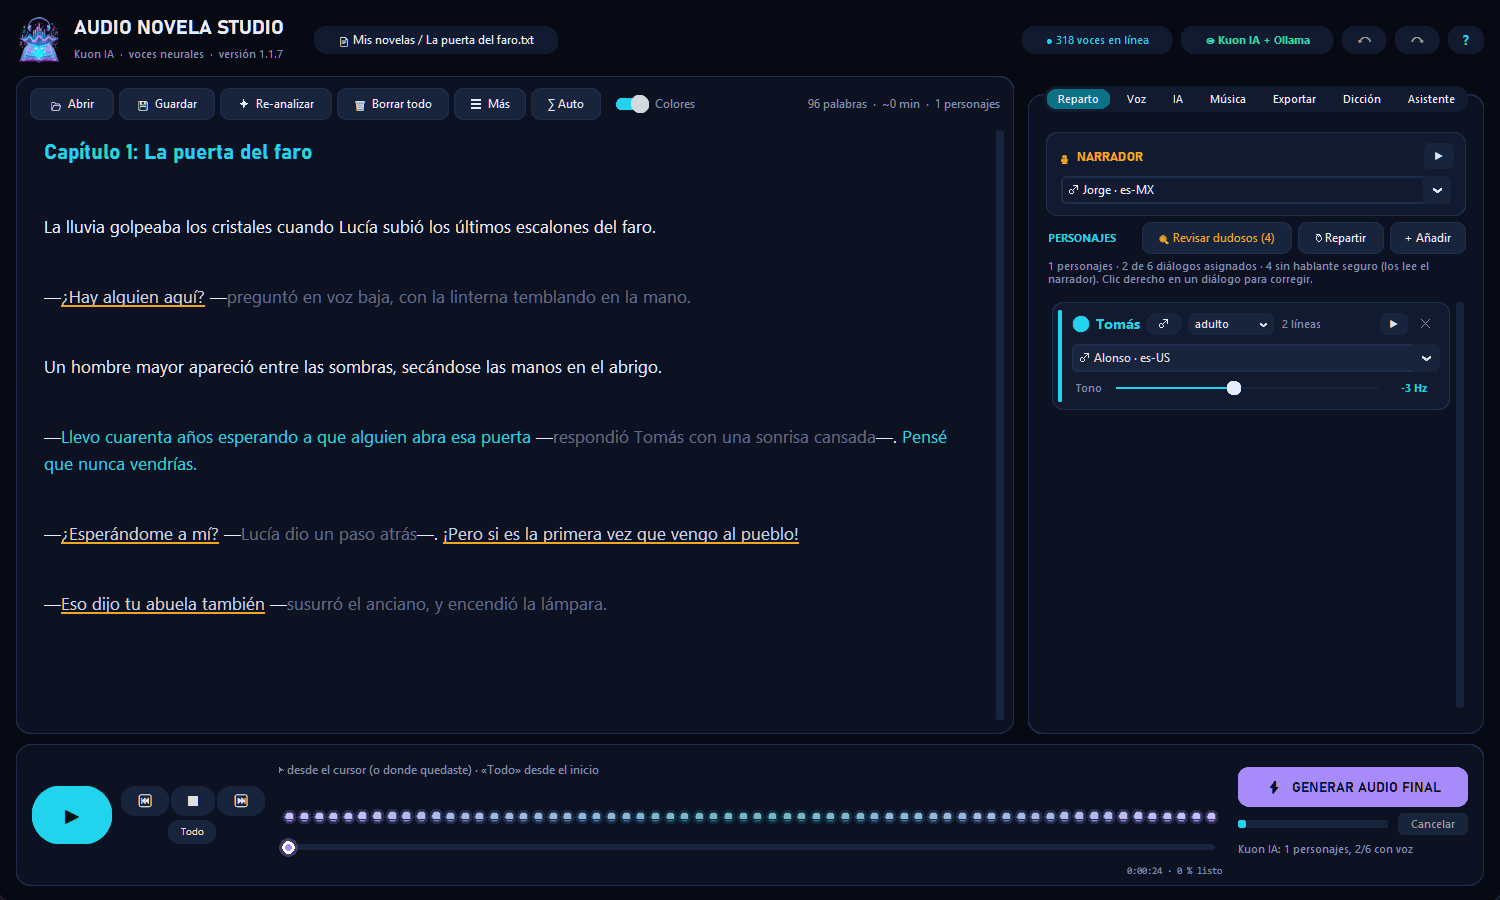 AUDIO NOVELA STUDIO
Kuon IA · voces neurales · versión 1.1.7
Mis novelas / La puerta del faro.txt
318 voces en línea
Kuon IA + Ollama
?
Abrir
Guardar
Re-analizar
Borrar todo
Más
∑ Auto
Colores
96 palabras · ~0 min · 1 personajes
Capítulo 1: La puerta del faro
La lluvia golpeaba los cristales cuando Lucía subió los últimos escalones del faro.
—¿Hay alguien aquí? —preguntó en voz baja, con la linterna temblando en la mano.
Un hombre mayor apareció entre las sombras, secándose las manos en el abrigo.
—Llevo cuarenta años esperando a que alguien abra esa puerta —respondió Tomás con una sonrisa cansada—. Pensé
que nunca vendrías.
—¿Esperándome a mí? —Lucía dio un paso atrás—. ¡Pero si es la primera vez que vengo al pueblo!
—Eso dijo tu abuela también —susurró el anciano, y encendió la lámpara.
Reparto
Voz
IA
Música
Exportar
Dicción
Asistente
NARRADOR
♂ Jorge · es-MX
PERSONAJES
Revisar dudosos (4)
Repartir
+ Añadir
1 personajes · 2 de 6 diálogos asignados · 4 sin hablante seguro (los lee el
narrador). Clic derecho en un diálogo para corregir.
Tomás
♂
adulto
2 líneas
♂ Alonso · es-US
Tono
-3 Hz
desde el cursor (o donde quedaste) · «Todo» desde el inicio
Todo
0:00:24 · 0 % listo
GENERAR AUDIO FINAL
Cancelar
Kuon IA: 1 personajes, 2/6 con voz